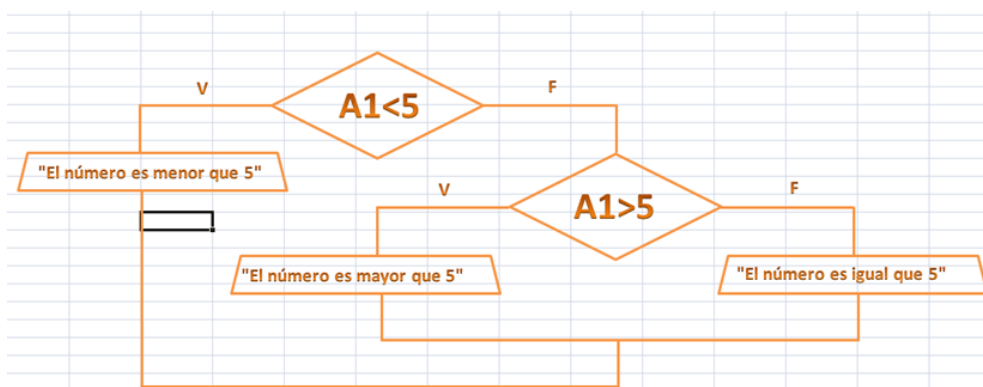 V
F
A1<5
"El número es menor que 5"
V
F
A1>5
"El número es mayor que 5"
"El número es igual que 5"